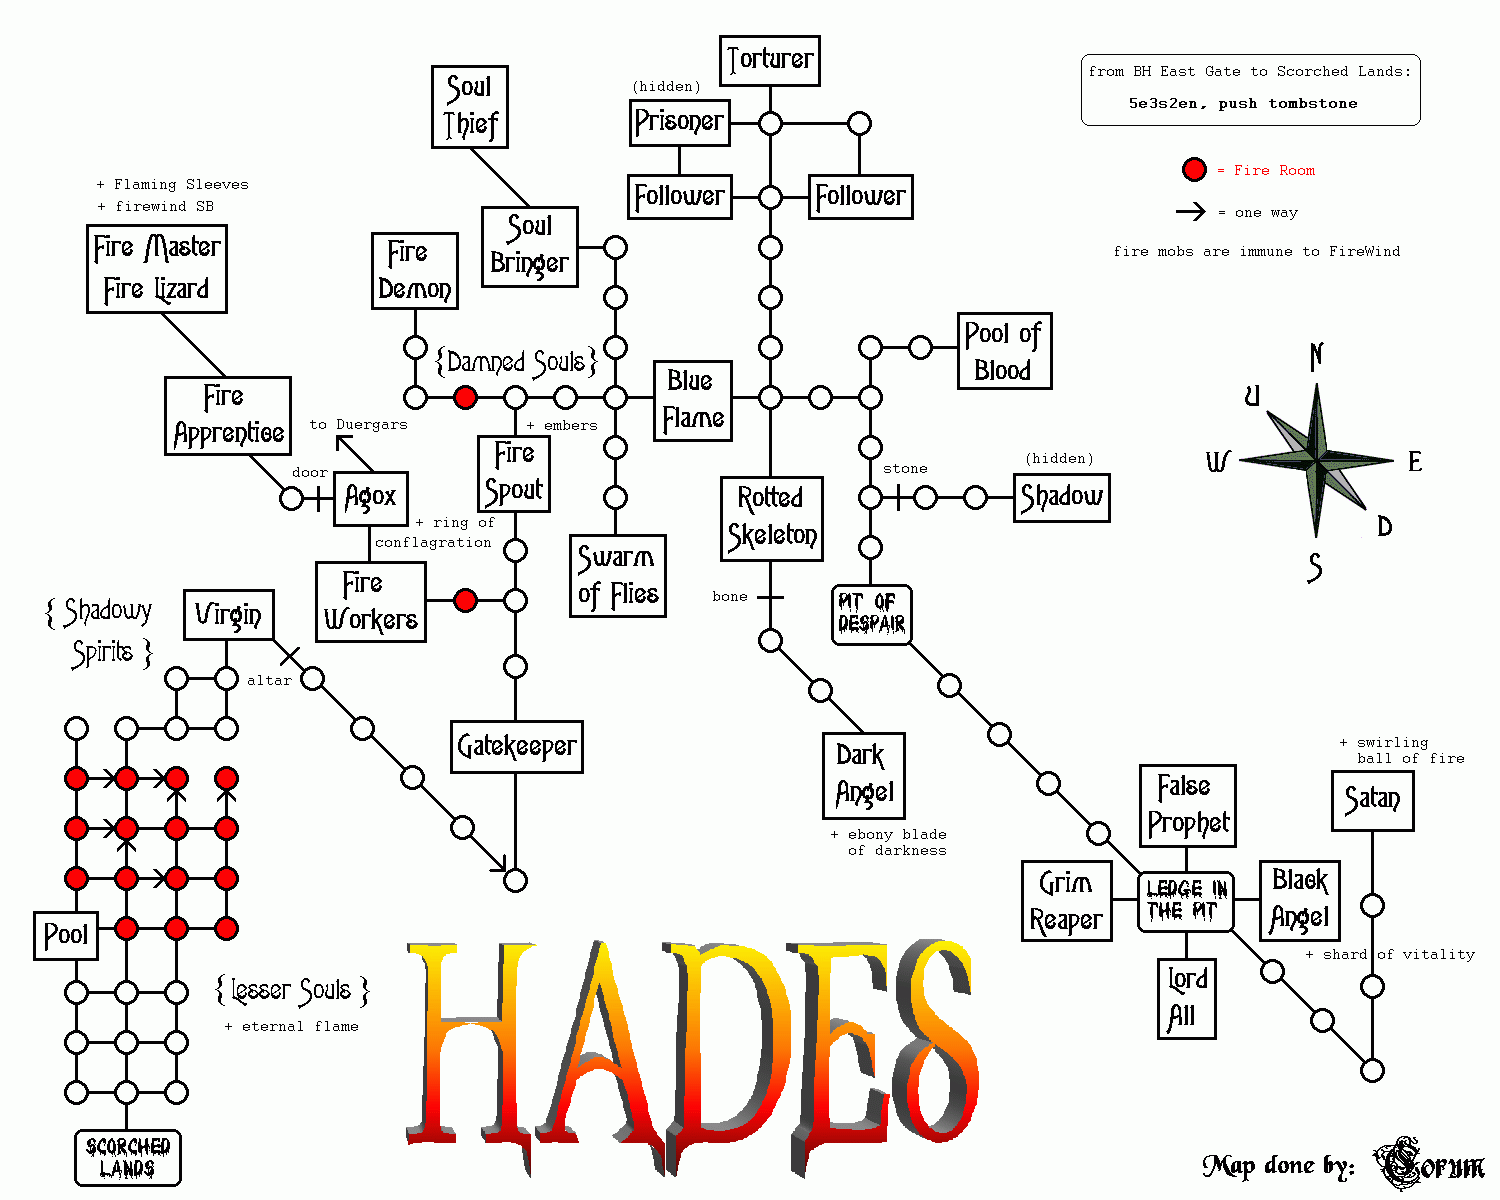 Torturer
from BH East Gate to Scorched Lands:
5e3s2en, push tombstone
Soul
Thief
(hidden)
Prisoner
= Fire Room
+ Flaming Sleeves
+ firewind SB
Follower
Follower
= one way
Fire Master
Fire Lizard
Soul
Bringer
Fire
Demon
fire mobs are immune to FireWind
{Damned Souls}
Pool of
Blood
Blue
Flame
N
U
W
E
D
S
Fire
Apprentice
to Duergars
+ embers
door
Agox
Fire
Spout
Rotted
Skeleton
stone
(hidden)
Shadow
+ ring of
conflagration
Swarm
of Flies
Fire
Workers
bone
PIT OF
DESPAIR
{ Shadowy
Spirits }
Virgin
altar
Gatekeeper
Dark
Angel
+ ebony blade
of darkness
+ swirling
ball of fire
Satan
False
Prophet
Grim
Reaper
LEDGE IN
THE PIT
Black
Angel
+ shard of vitality
Lord
All
Pool
{ Lesser Souls }
+ eternal flame
HADES
SCORCHED
LANDS
Map done by: Corum